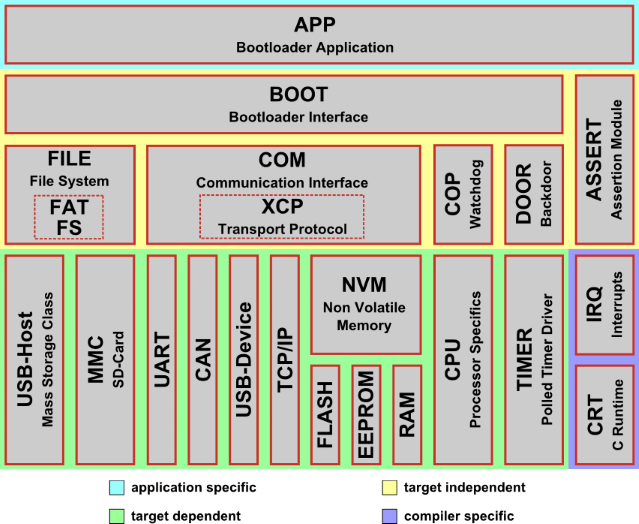 APP
Bootloader Application
BOOT
Bootloader Interface
ASSERT
Assertion Module
FILE
File System
FAT
FS
COM
Communication Interface
XCP
Transport Protocol
COP
Watchdog
DOOR
Backdoor
USB-Host
Mass Storage Class
MMC
SD-Card
UART
CAN
USB-Device
TCP/IP
NVM
Non Volatile
Memory
FLASH
EEPROM
RAM
CPU
Processor Specifics
TIMER
Polled Timer Driver
IRQ
Interrupts
CRT
C Runtime
application specific
target independent
target dependent
compiler specific